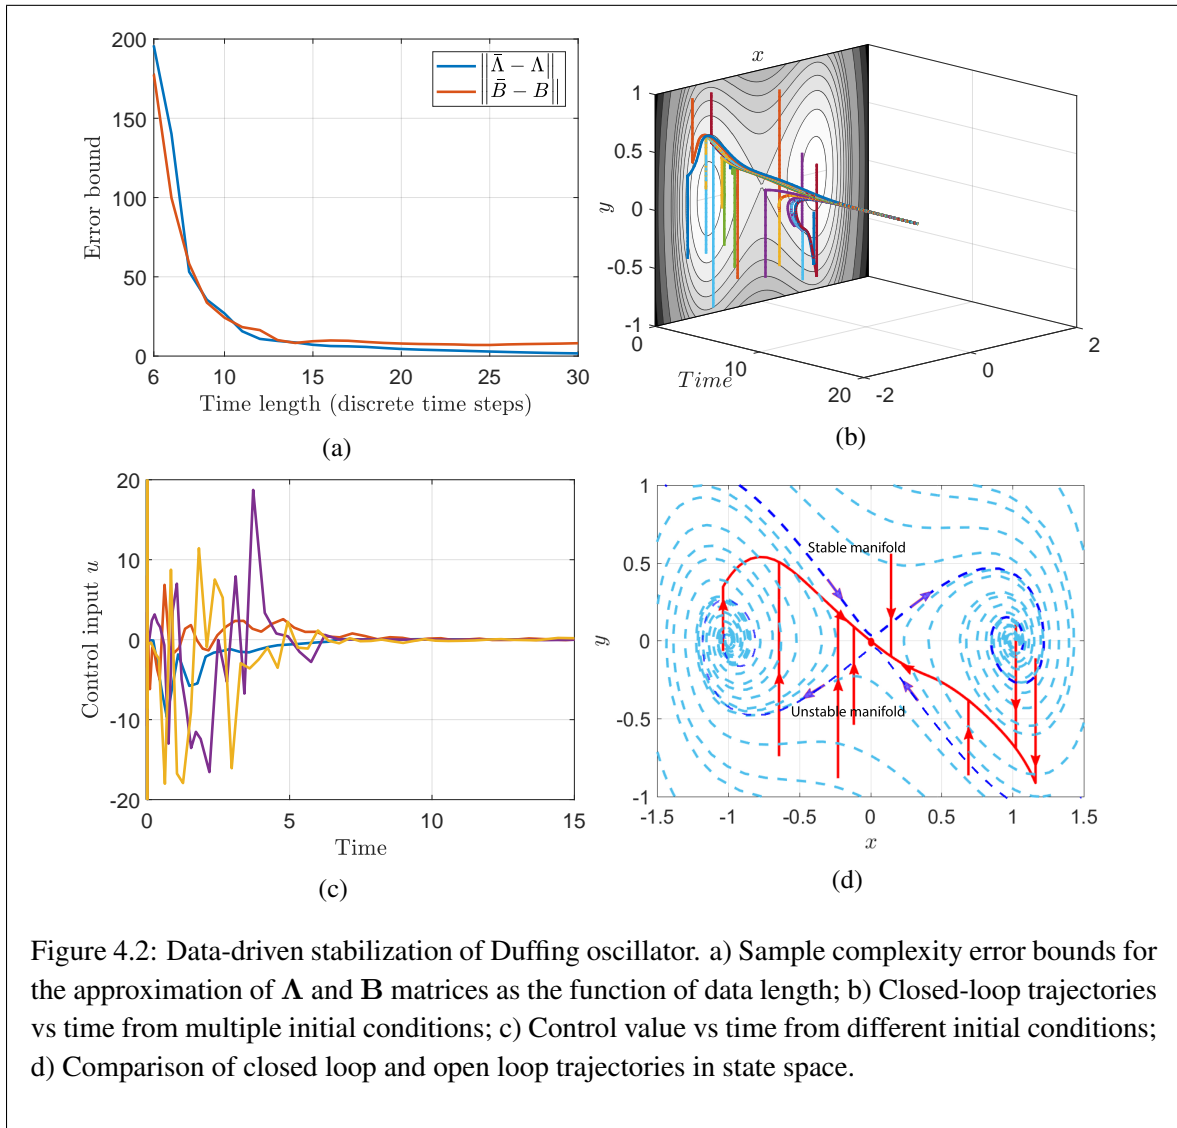 200
150
100
50
0
Error bound
||Λ̄ − Λ||
||B̄ − B||
6 10 15 20 25 30
Time length (discrete time steps)
(a)
x
1
0.5
0
-0.5
-1
y
0
10
20
Time
-2
0
2
(b)
20
10
0
-10
-20
Control input u
0 5 10 15
Time
(c)
1
0.5
0
-0.5
-1
y
Stable manifold
Unstable manifold
-1.5 -1 -0.5 0 0.5 1 1.5
x
(d)
Figure 4.2: Data-driven stabilization of Duffing oscillator. a) Sample complexity error bounds for
the approximation of Λ and B matrices as the function of data length; b) Closed-loop trajectories
vs time from multiple initial conditions; c) Control value vs time from different initial conditions;
d) Comparison of closed loop and open loop trajectories in state space.